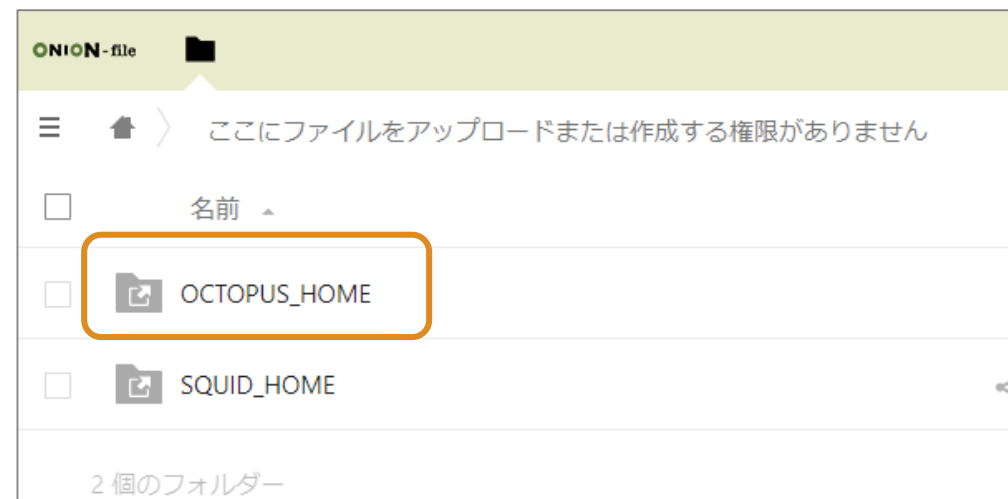 ONION-file
ここにファイルをアップロードまたは作成する権限がありません
名前
OCTOPUS_HOME
SQUID_HOME
2 個のフォルダー